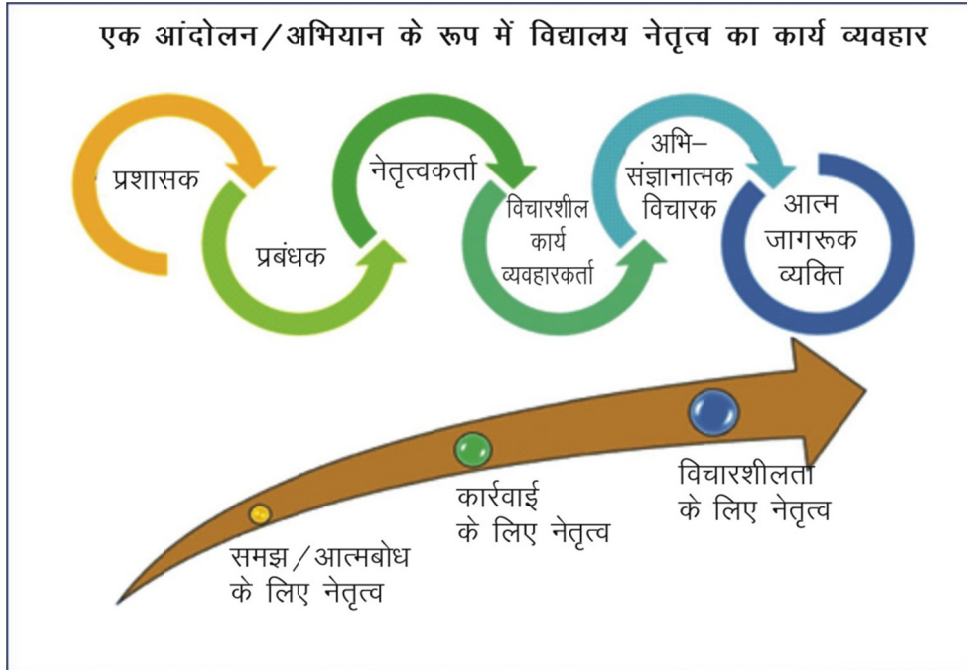 एक आंदोलन/अभियान के रूप में विद्यालय नेतृत्व का कार्य व्यवहार
प्रशासक
प्रबंधक
नेतृत्वकर्ता
विचारशील
कार्य
व्यवहारकर्ता
अभि–
संज्ञानात्नक
विचारक
आत्म
जागरूक
व्यक्ति
समझ/आत्मबोध
के लिए नेतृत्व
कार्रवाई
के लिए नेतृत्व
विचारशीलता
के लिए नेतृत्व